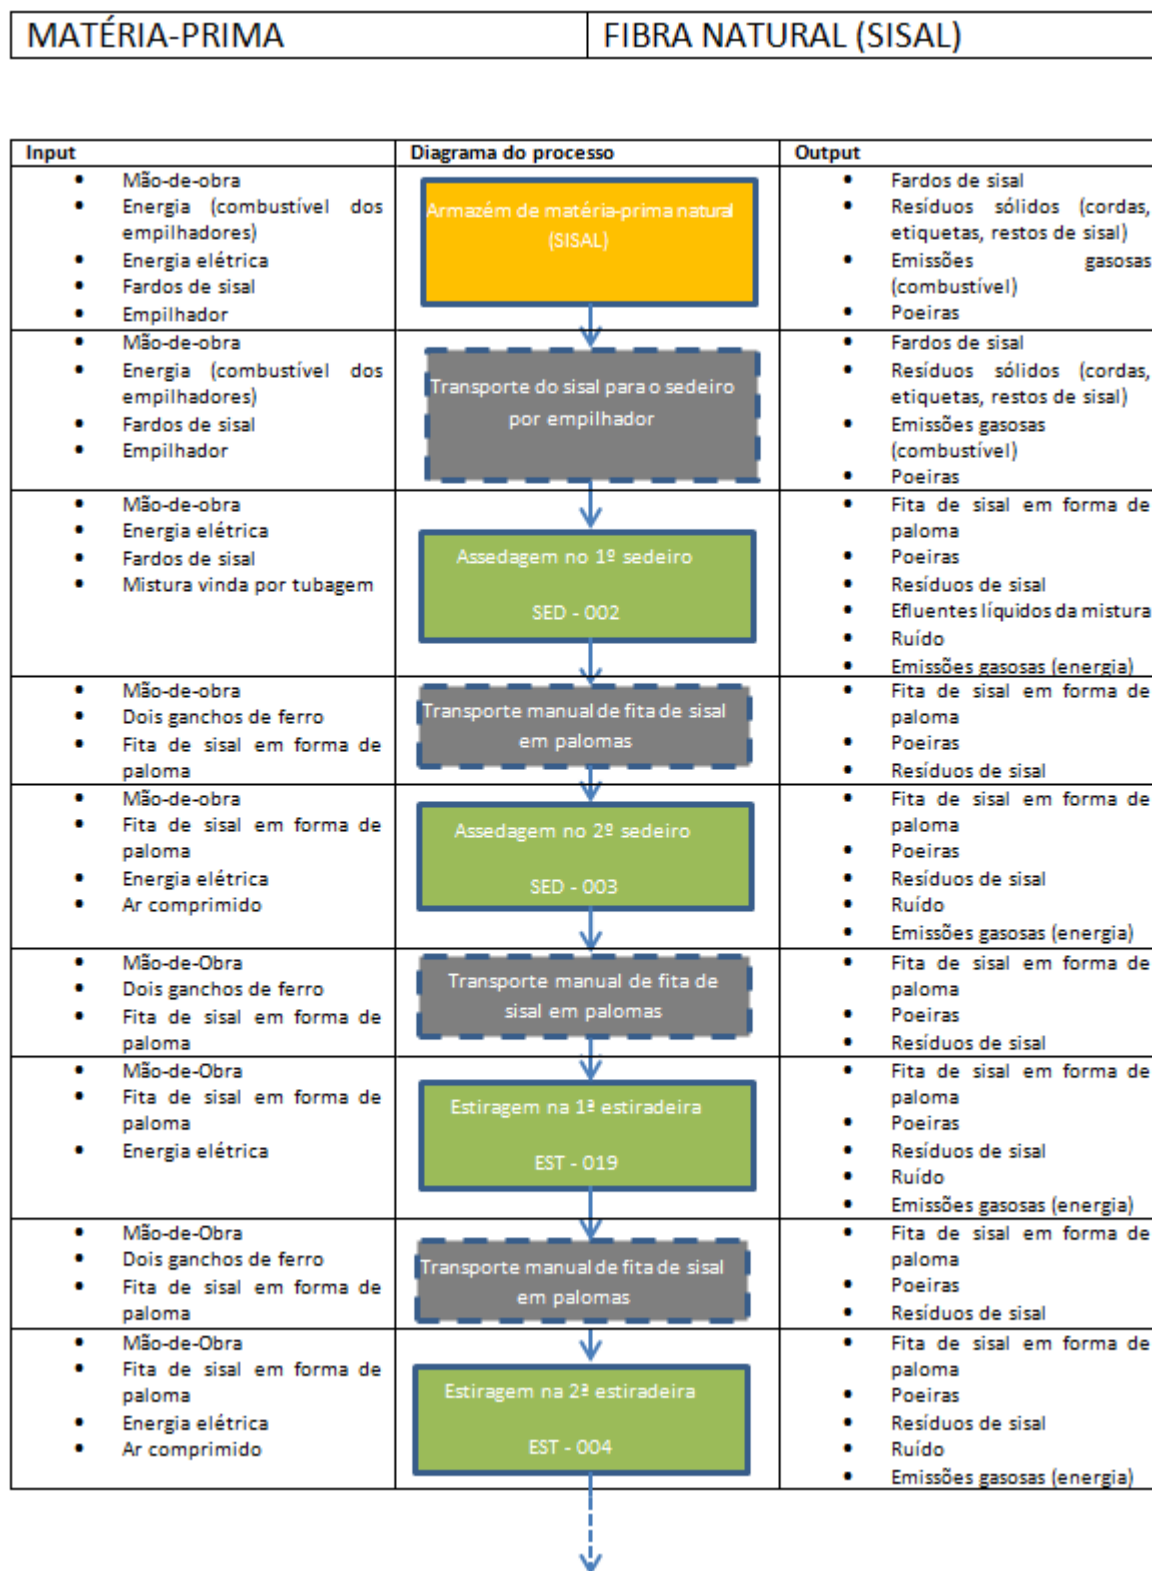 MATÉRIA-PRIMA
FIBRA NATURAL (SISAL)
Input
Diagrama do processo
Output
• Mão-de-obra
• Energia (combustível dos
empilhadores)
• Energia elétrica
• Fardos de sisal
• Empilhador
Armazém de matéria-prima natural
(SISAL)
• Fardos de sisal
• Resíduos sólidos (cordas,
etiquetas, restos de sisal)
• Emissões gasosas
(combustível)
• Poeiras
• Mão-de-obra
• Energia (combustível dos
empilhadores)
• Fardos de sisal
• Empilhador
Transporte do sisal para o sedeiro
por empilhador
• Fardos de sisal
• Resíduos sólidos (cordas,
etiquetas, restos de sisal)
• Emissões gasosas
(combustível)
• Poeiras
• Mão-de-obra
• Energia elétrica
• Fardos de sisal
• Mistura vinda por tubagem
Assedagem no 1º sedeiro
SED - 002
• Fita de sisal em forma de
paloma
• Poeiras
• Resíduos de sisal
• Efluentes líquidos da mistura
• Ruído
• Emissões gasosas (energia)
• Mão-de-obra
• Dois ganchos de ferro
• Fita de sisal em forma de
paloma
Transporte manual de fita de sisal
em palomas
• Fita de sisal em forma de
paloma
• Poeiras
• Resíduos de sisal
• Mão-de-obra
• Fita de sisal em forma de
paloma
• Energia elétrica
• Ar comprimido
Assedagem no 2º sedeiro
SED - 003
• Fita de sisal em forma de
paloma
• Poeiras
• Resíduos de sisal
• Ruído
• Emissões gasosas (energia)
• Mão-de-Obra
• Dois ganchos de ferro
• Fita de sisal em forma de
paloma
Transporte manual de fita de
sisal em palomas
• Fita de sisal em forma de
paloma
• Poeiras
• Resíduos de sisal
• Mão-de-Obra
• Fita de sisal em forma de
paloma
• Energia elétrica
Estiragem na 1ª estiradeira
EST - 019
• Fita de sisal em forma de
paloma
• Poeiras
• Resíduos de sisal
• Ruído
• Emissões gasosas (energia)
• Mão-de-Obra
• Dois ganchos de ferro
• Fita de sisal em forma de
paloma
Transporte manual de fita de sisal
em palomas
• Fita de sisal em forma de
paloma
• Poeiras
• Resíduos de sisal
• Mão-de-Obra
• Fita de sisal em forma de
paloma
• Energia elétrica
• Ar comprimido
Estiragem na 2ª estiradeira
EST - 004
• Fita de sisal em forma de
paloma
• Poeiras
• Resíduos de sisal
• Ruído
• Emissões gasosas (energia)